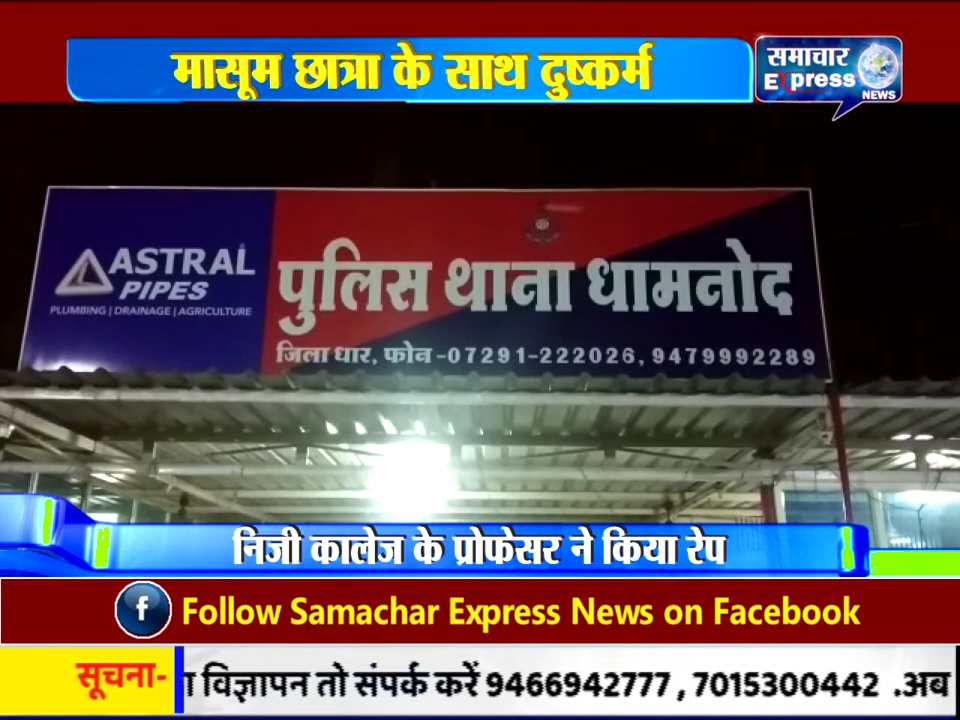 मासूम छात्रा के साथ दुष्कर्म
समाचार
Express
NEWS
ASTRAL
PIPES
PLUMBING | DRAINAGE | AGRICULTURE
पुलिस थाना धामनोद
जिला धार, फोन-07291-222026, 9479992289
निजी कालेज के प्रोफेसर ने किया रेप
f Follow Samachar Express News on Facebook
सूचना- ा विज्ञापन तो संपर्क करें 9466942777, 7015300442 .अब